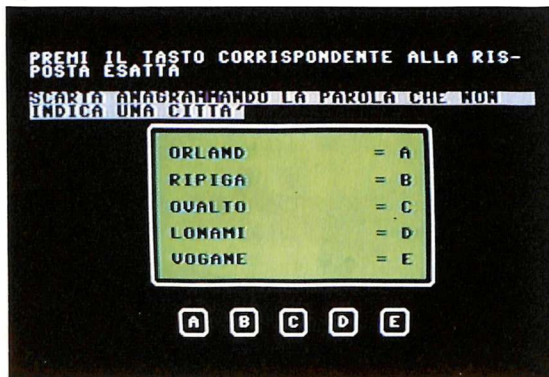 PREMI IL TASTO CORRISPONDENTE ALLA RIS-
POSTA ESATTA
SCARTA ANAGRAMMANDO LA PAROLA CHE NON
INDICA UNA CITTA'
ORLAND = A
RIPIGA = B
OVALTO = C
LONAMI = D
VOGANE = E
A B C D E